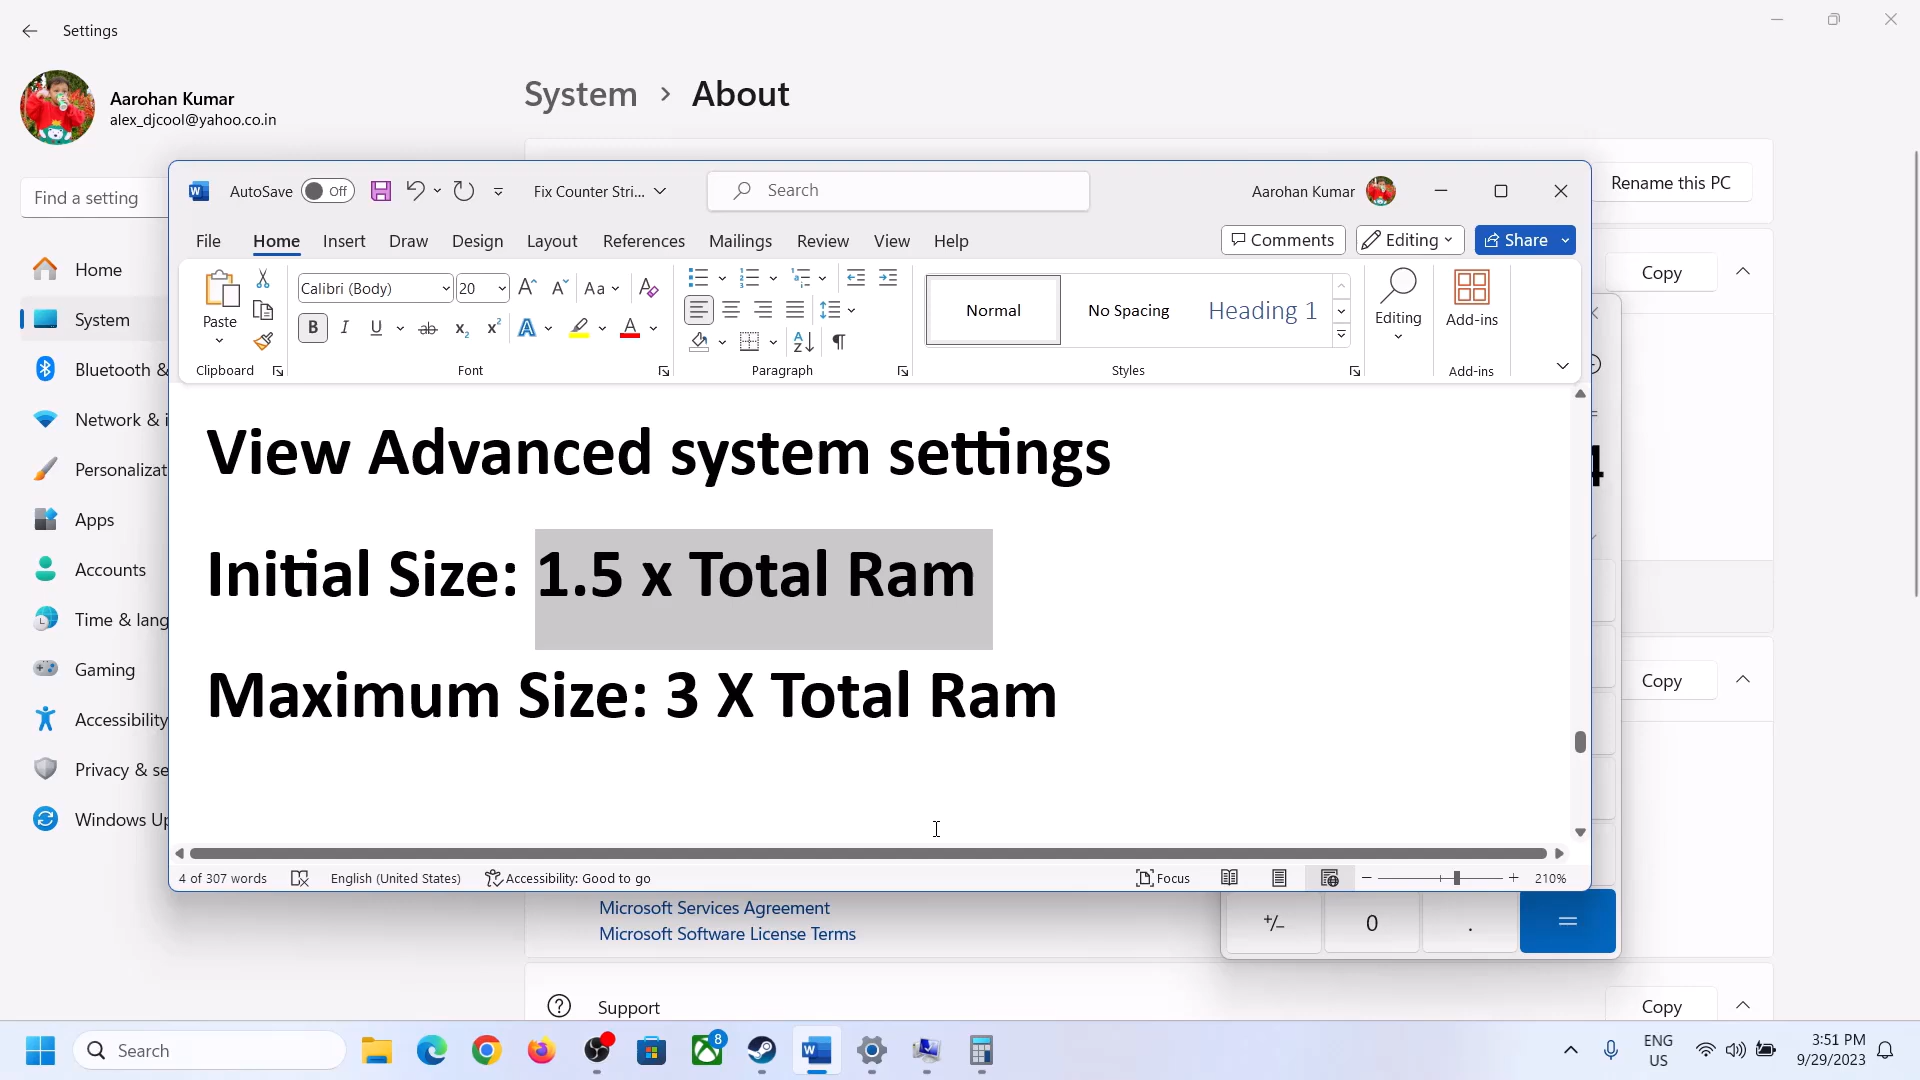 Settings
Aarohan Kumar
alex_djcool@yahoo.co.in
System > About
Find a setting
Home
System
Bluetooth &
Network & i
Personalizat
Apps
Accounts
Time & lang
Gaming
Accessibility
Privacy & se
Windows Up
Rename this PC
Copy
Copy
Copy
AutoSave Off
Fix Counter Stri...
Search
Aarohan Kumar
File Home Insert Draw Design Layout References Mailings Review View Help
Comments Editing Share
Paste
Calibri (Body) 20
Normal No Spacing Heading 1
Editing Add-ins
Clipboard Font Paragraph Styles Add-ins
View Advanced system settings
Initial Size: 1.5 x Total Ram
Maximum Size: 3 X Total Ram
4 of 307 words English (United States) Accessibility: Good to go Focus 210%
4
+/- 0 . =
Microsoft Services Agreement
Microsoft Software License Terms
Support
Search
8
ENG
US
3:51 PM
9/29/2023